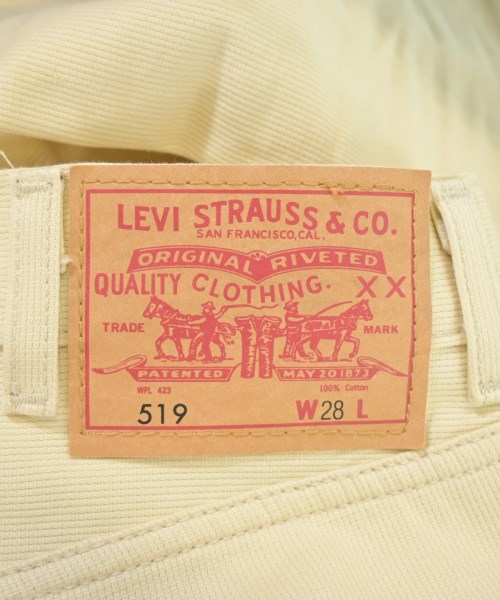 LEVI STRAUSS & CO.
SAN FRANCISCO, CAL.
ORIGINAL RIVETED
QUALITY CLOTHING. XX
TRADE MARK
PATENTED MAY 20 1873
WPL 423 100% Cotton
519 W 28 L